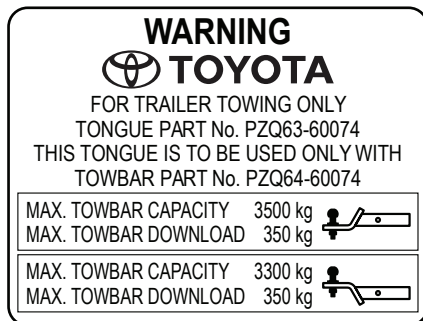 WARNING
TOYOTA
FOR TRAILER TOWING ONLY
TONGUE PART No. PZQ63-60074
THIS TONGUE IS TO BE USED ONLY WITH
TOWBAR PART No. PZQ64-60074
MAX. TOWBAR CAPACITY 3500 kg
MAX. TOWBAR DOWNLOAD 350 kg
MAX. TOWBAR CAPACITY 3300 kg
MAX. TOWBAR DOWNLOAD 350 kg